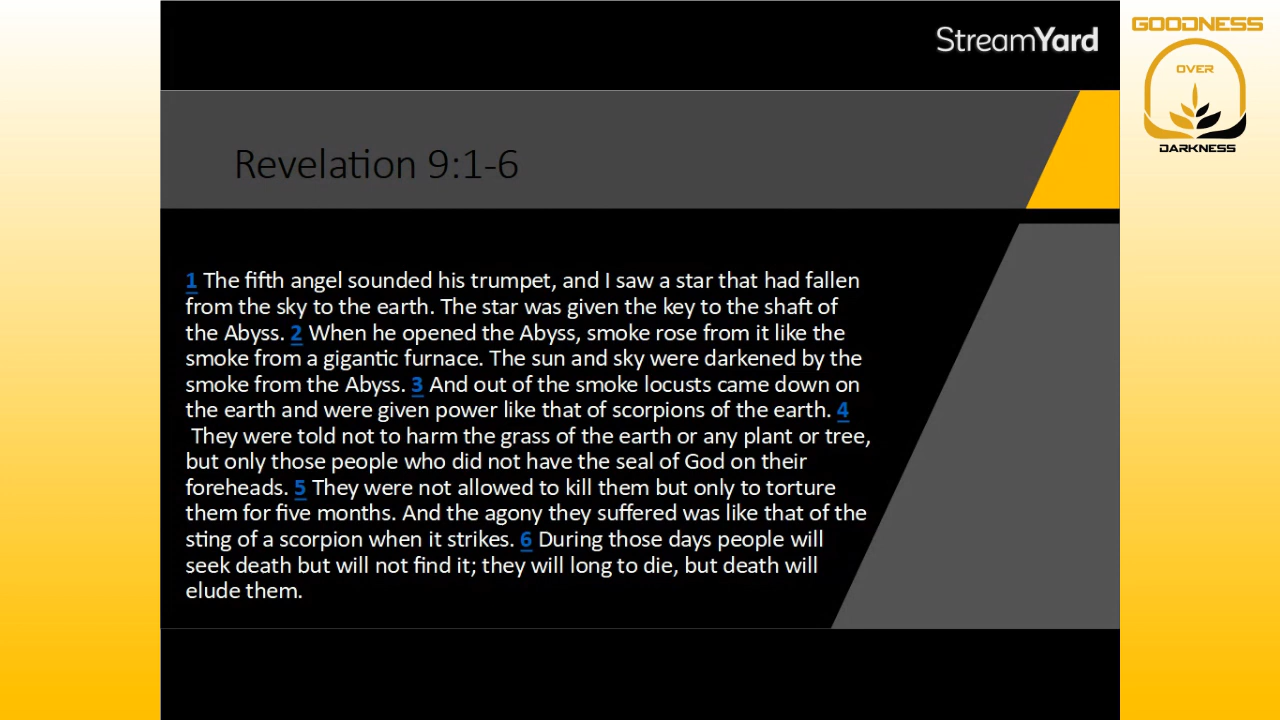 StreamYard
GOODNESS
OVER
DARKNESS
Revelation 9:1-6
1 The fifth angel sounded his trumpet, and I saw a star that had fallen
from the sky to the earth. The star was given the key to the shaft of
the Abyss. 2 When he opened the Abyss, smoke rose from it like the
smoke from a gigantic furnace. The sun and sky were darkened by the
smoke from the Abyss. 3 And out of the smoke locusts came down on
the earth and were given power like that of scorpions of the earth. 4
They were told not to harm the grass of the earth or any plant or tree,
but only those people who did not have the seal of God on their
foreheads. 5 They were not allowed to kill them but only to torture
them for five months. And the agony they suffered was like that of the
sting of a scorpion when it strikes. 6 During those days people will
seek death but will not find it; they will long to die, but death will
elude them.